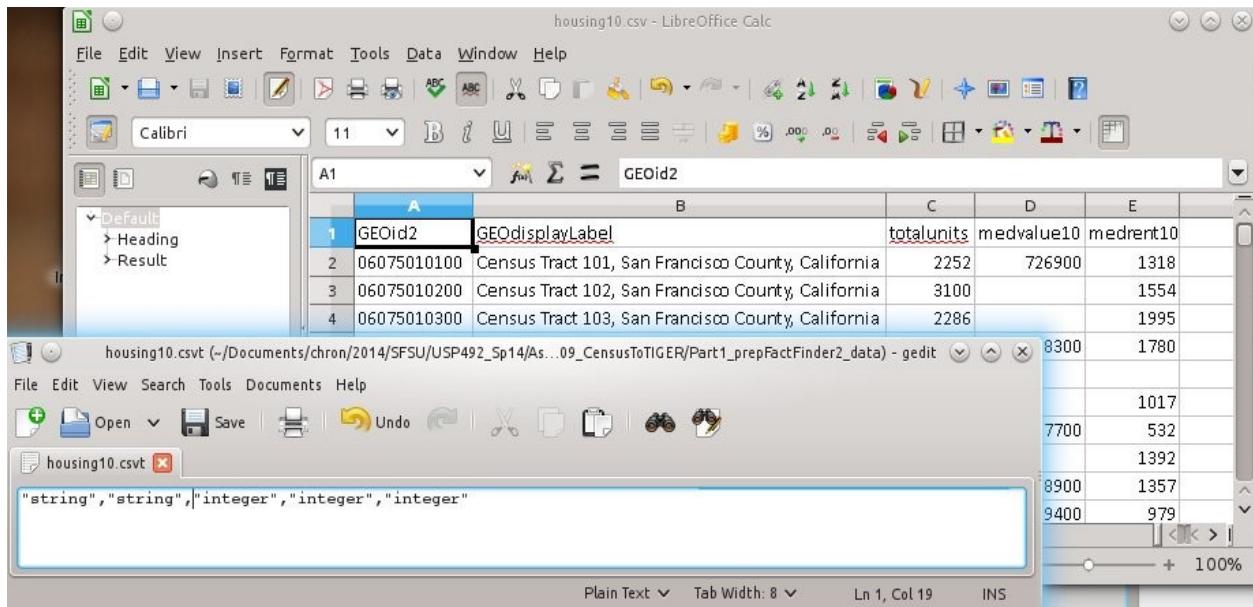 housing10.csv - LibreOffice Calc
File Edit View Insert Format Tools Data Window Help
ABC ABC
Calibri 11
A1 GEOid2
Default
Heading
Result
A B C D E
1 GEOid2 GEOdisplayLabel totalunits medvalue10 medrent10
2 06075010100 Census Tract 101, San Francisco County, California 2252 726900 1318
3 06075010200 Census Tract 102, San Francisco County, California 3100 1554
4 06075010300 Census Tract 103, San Francisco County, California 2286 1995
8300 1780
1017
7700 532
1392
8900 1357
9400 979
100%
housing10.csvt (~/Documents/chron/2014/SFSU/USP492_Sp14/As...09_CensusToTIGER/Part1_prepFactFinder2_data) - gedit
File Edit View Search Tools Documents Help
Open Save Undo
housing10.csvt
"string","string","integer","integer","integer"
Plain Text Tab Width: 8 Ln 1, Col 19 INS